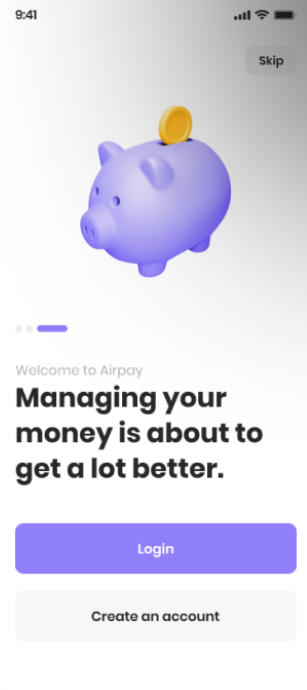 9:41
Skip
Welcome to Airpay
Managing your
money is about to
get a lot better.
Login
Create an account